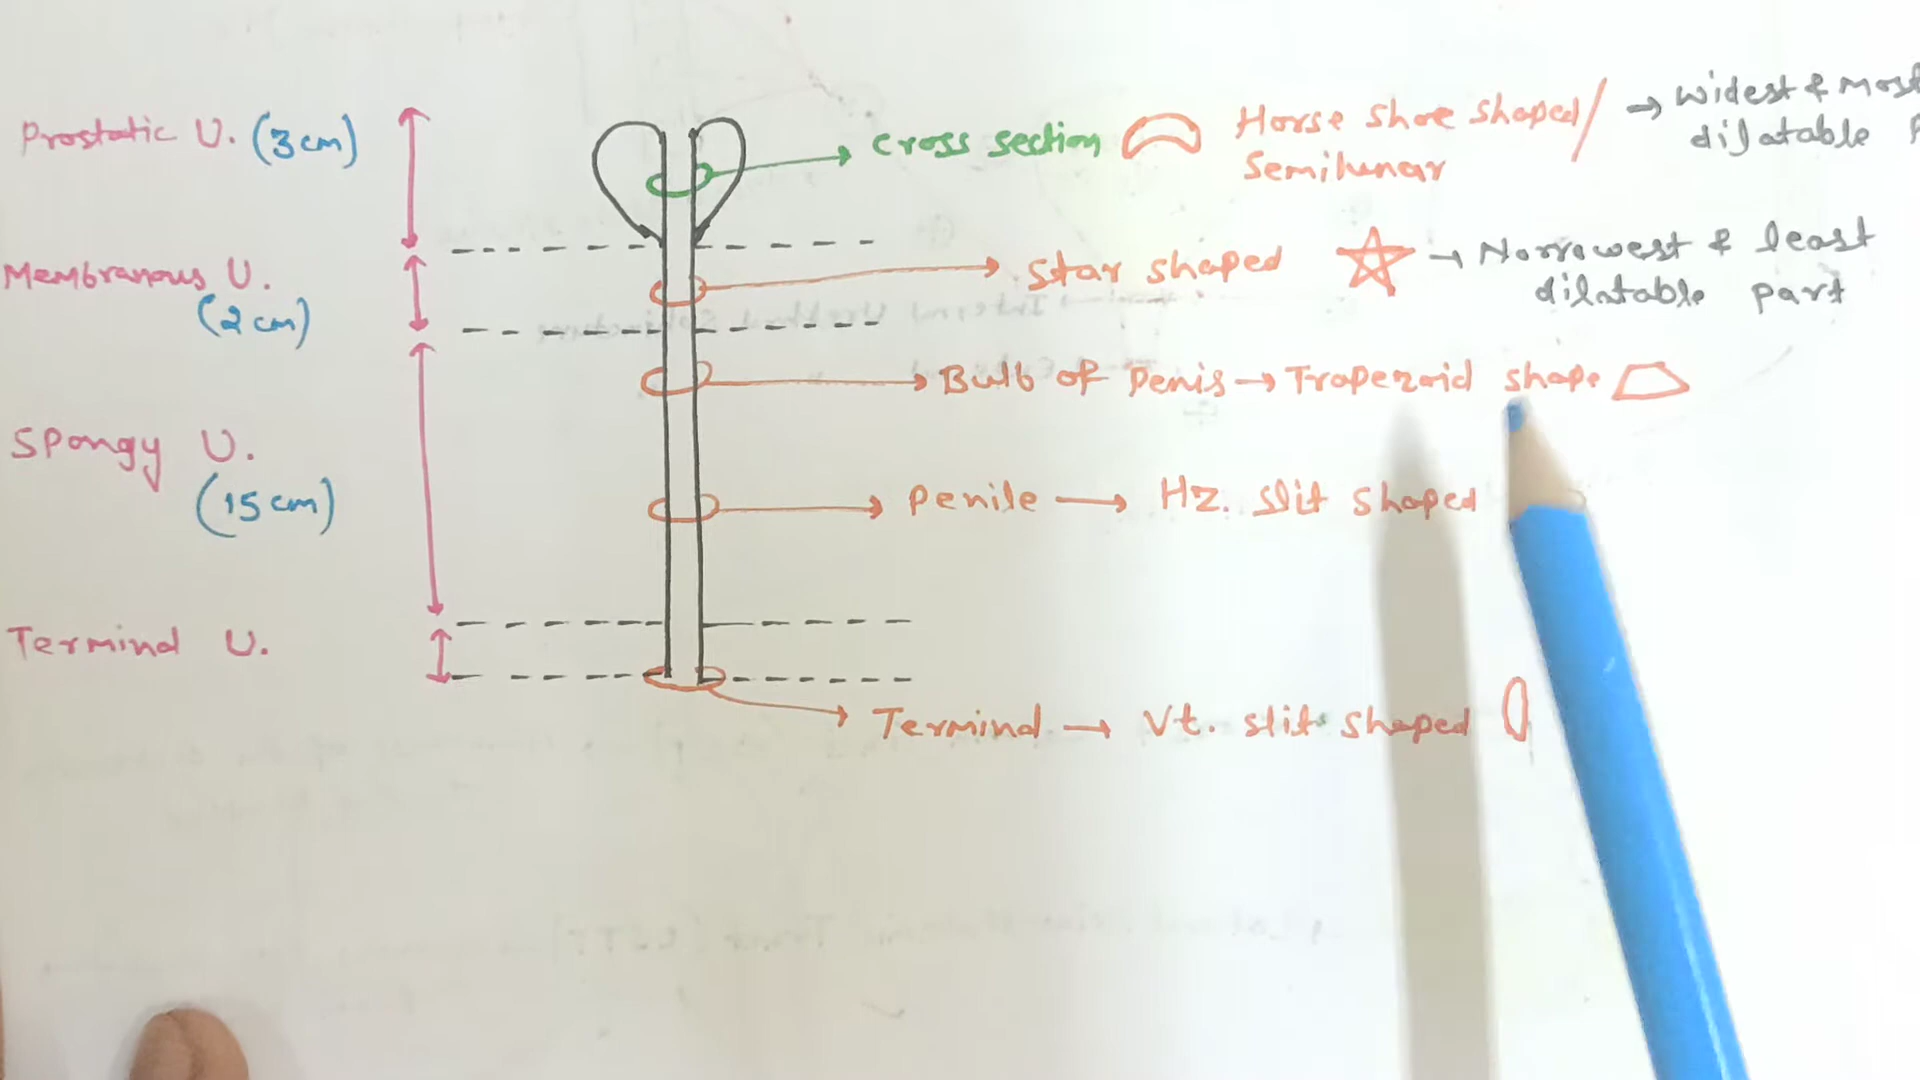 Prostatic U. (3cm)
Cross section
Horse shoe shaped/
Semilunar
→ Widest & Most
dilatable
Membranous U.
(2cm)
Star shaped
→ Narrowest & least
dilatable part
Bulb of Penis → Trapezoid shape
Spongy U.
(15cm)
Penile → Hz. slit shaped
Terminal U.
Terminal → Vt. slit shaped